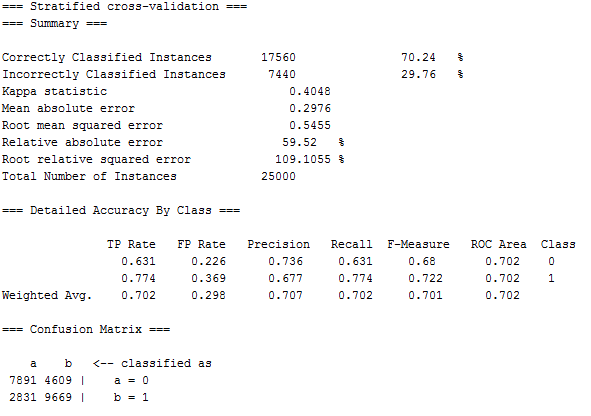 === Stratified cross-validation ===
=== Summary ===
Correctly Classified Instances 17560 70.24 %
Incorrectly Classified Instances 7440 29.76 %
Kappa statistic 0.4048
Mean absolute error 0.2976
Root mean squared error 0.5455
Relative absolute error 59.52 %
Root relative squared error 109.1055 %
Total Number of Instances 25000
=== Detailed Accuracy By Class ===
TP Rate FP Rate Precision Recall F-Measure ROC Area Class
0.631 0.226 0.736 0.631 0.68 0.702 0
0.774 0.369 0.677 0.774 0.722 0.702 1
Weighted Avg. 0.702 0.298 0.707 0.702 0.701 0.702
=== Confusion Matrix ===
a b <-- classified as
7891 4609 | a = 0
2831 9669 | b = 1